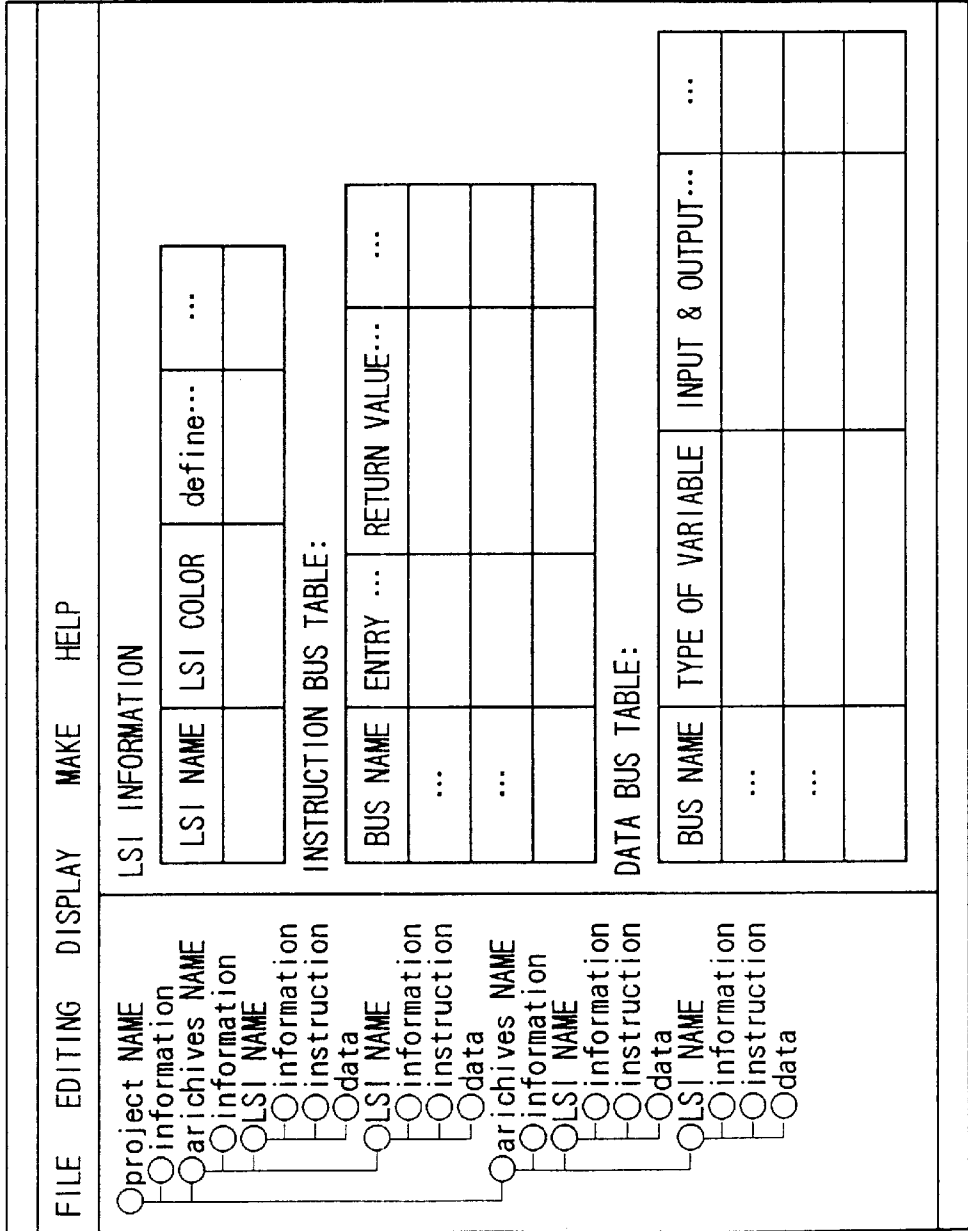 FILE EDITING DISPLAY MAKE HELP
project NAME
information
arichives NAME
information
LSI NAME
information
instruction
data
LSI NAME
information
instruction
data
arichives NAME
information
LSI NAME
information
instruction
data
LSI NAME
information
instruction
data
LSI INFORMATION
LSI NAME LSI COLOR define... ...
INSTRUCTION BUS TABLE:
BUS NAME ENTRY ... RETURN VALUE... ...
...
...
DATA BUS TABLE:
BUS NAME TYPE OF VARIABLE INPUT & OUTPUT... ...
...
...